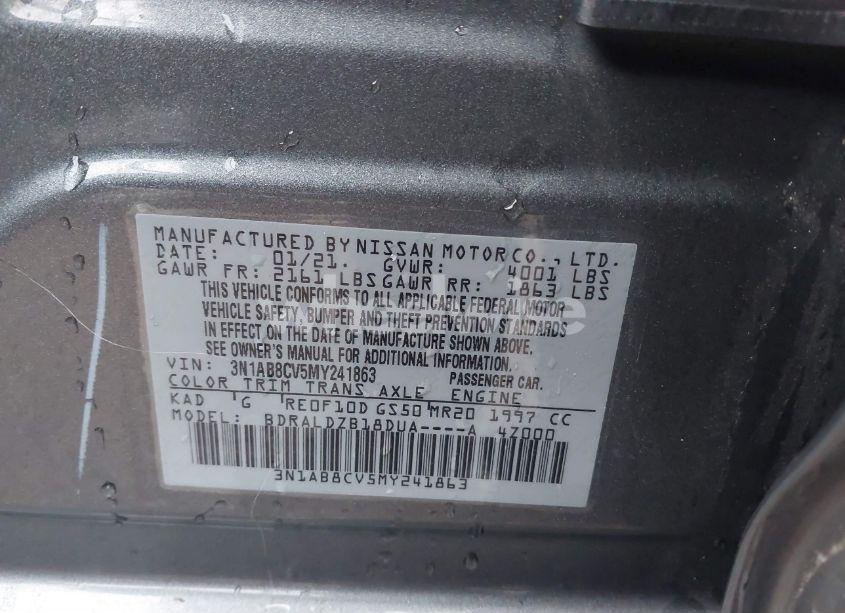 MANUFACTURED BY NISSAN MOTOR CO., LTD.
DATE: 01/21. GVWR: 4001 LBS
GAWR FR: 2161 LBS GAWR RR: 1863 LBS
THIS VEHICLE CONFORMS TO ALL APPLICABLE FEDERAL MOTOR
VEHICLE SAFETY, BUMPER AND THEFT PREVENTION STANDARDS
IN EFFECT ON THE DATE OF MANUFACTURE SHOWN ABOVE.
SEE OWNER'S MANUAL FOR ADDITIONAL INFORMATION.
VIN: 3N1AB8CV5MY241863 PASSENGER CAR.
COLOR TRIM TRANS AXLE ENGINE
KAD G RE0F10D GS50 MR20 1997 CC
MODEL: BDRALDZB18DUA----A 4Z000
3N1AB8CV5MY241863